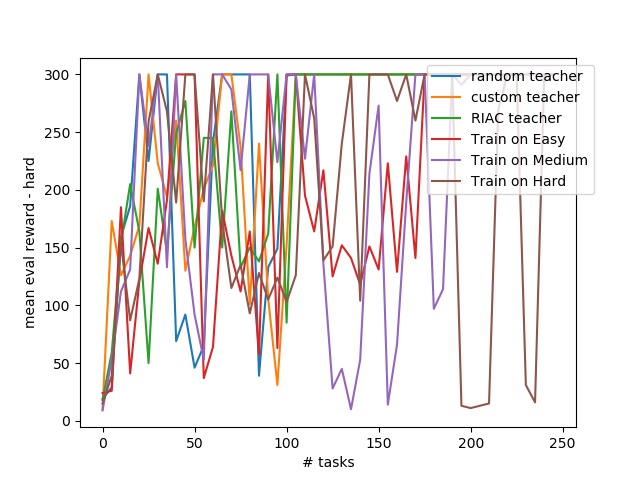 300
250
200
150
100
50
0
mean eval reward - hard
0
50
100
150
200
250
# tasks
random teacher
custom teacher
RIAC teacher
Train on Easy
Train on Medium
Train on Hard